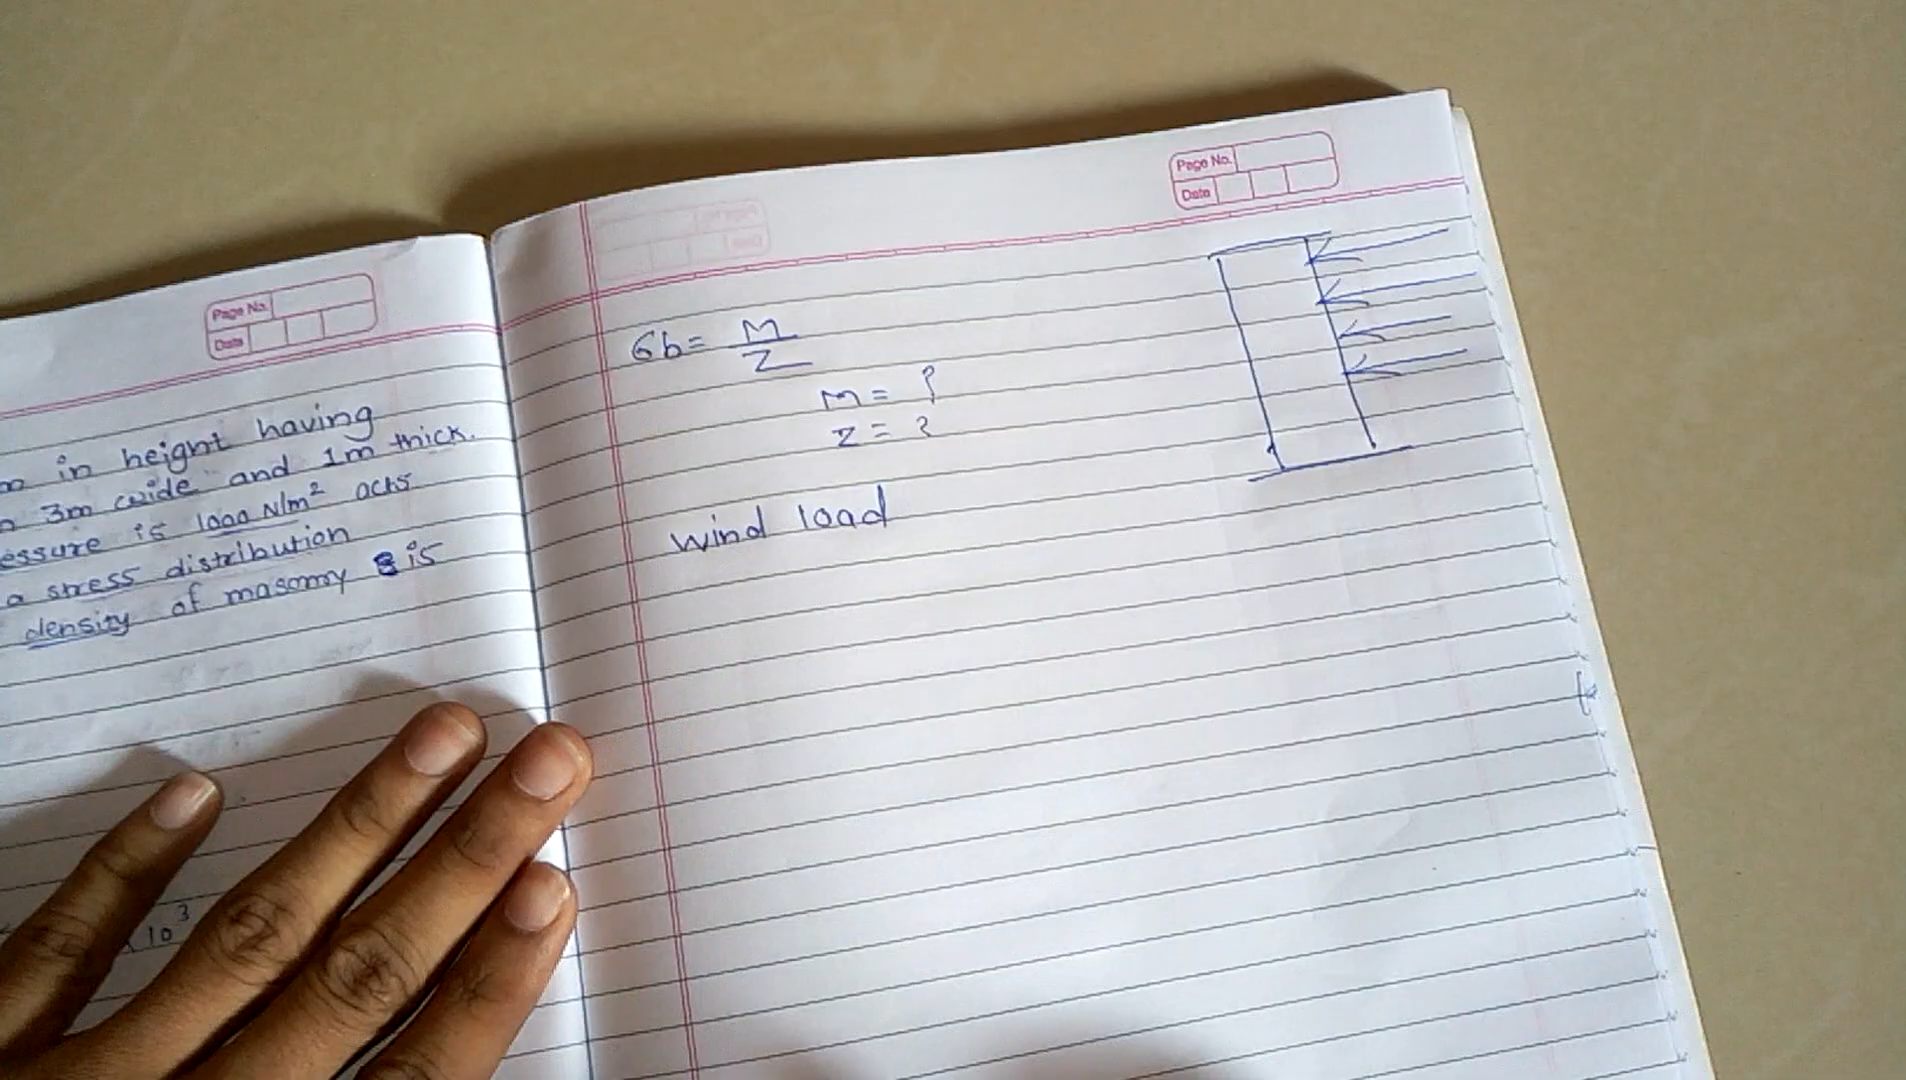 Page No.
Date
in height having
3m wide and 1m thick.
essure is 1000 N/m² acts
a stress distribution
density of masonry is
10³
Page No.
Date
σb = M/Z
M = ?
Z = ?
wind load